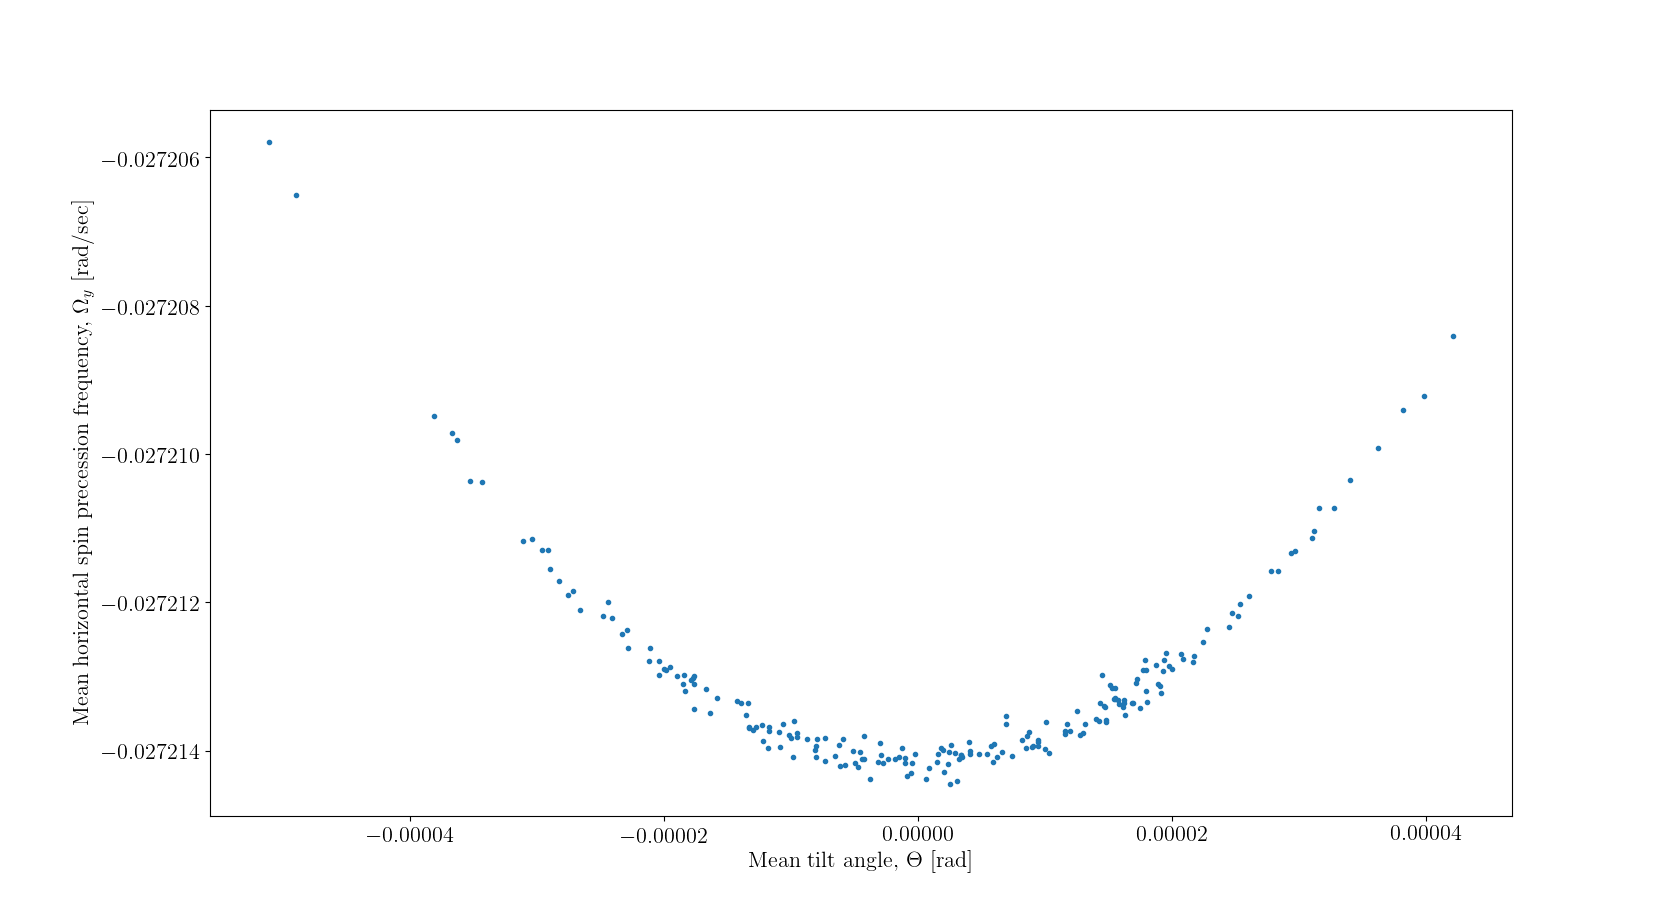 Mean horizontal spin precession frequency, Ω_y [rad/sec]
−0.027206
−0.027208
−0.027210
−0.027212
−0.027214
−0.00004 −0.00002 0.00000 0.00002 0.00004
Mean tilt angle, Θ [rad]